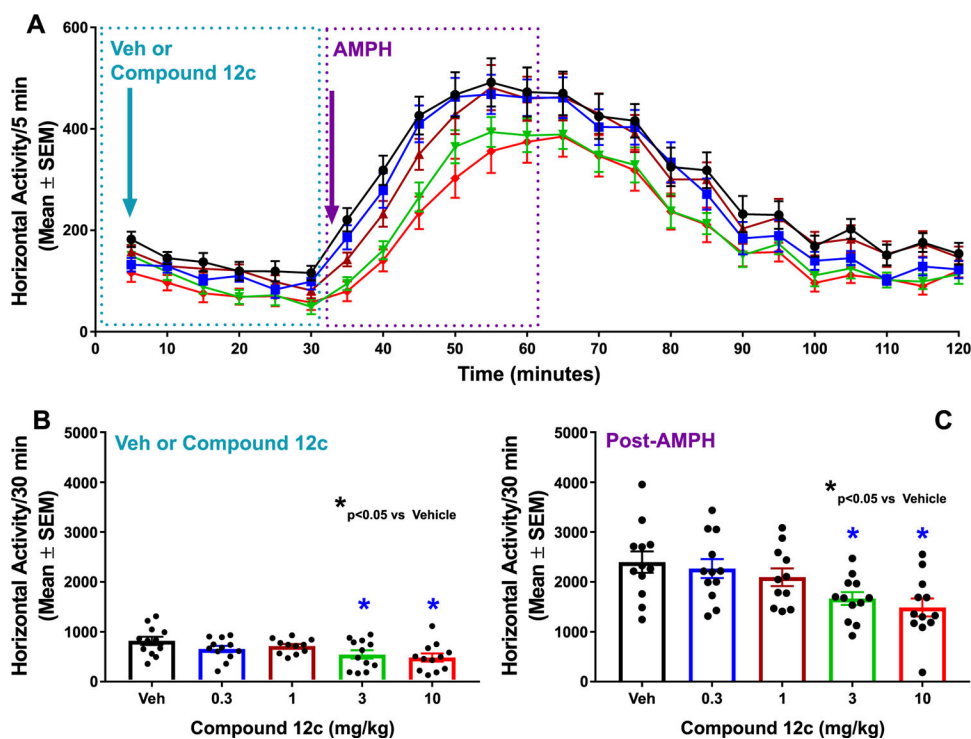 A
Horizontal Activity/5 min
(Mean ± SEM)
600
400
200
0
Veh or
Compound 12c
AMPH
0 10 20 30 40 50 60 70 80 90 100 110 120
Time (minutes)
B
Veh or Compound 12c
Horizontal Activity/30 min
(Mean ± SEM)
5000
4000
3000
2000
1000
0
* p<0.05 vs Vehicle
* *
Veh 0.3 1 3 10
Compound 12c (mg/kg)
C
Post-AMPH
Horizontal Activity/30 min
(Mean ± SEM)
5000
4000
3000
2000
1000
0
* p<0.05 vs Vehicle
* *
Veh 0.3 1 3 10
Compound 12c (mg/kg)